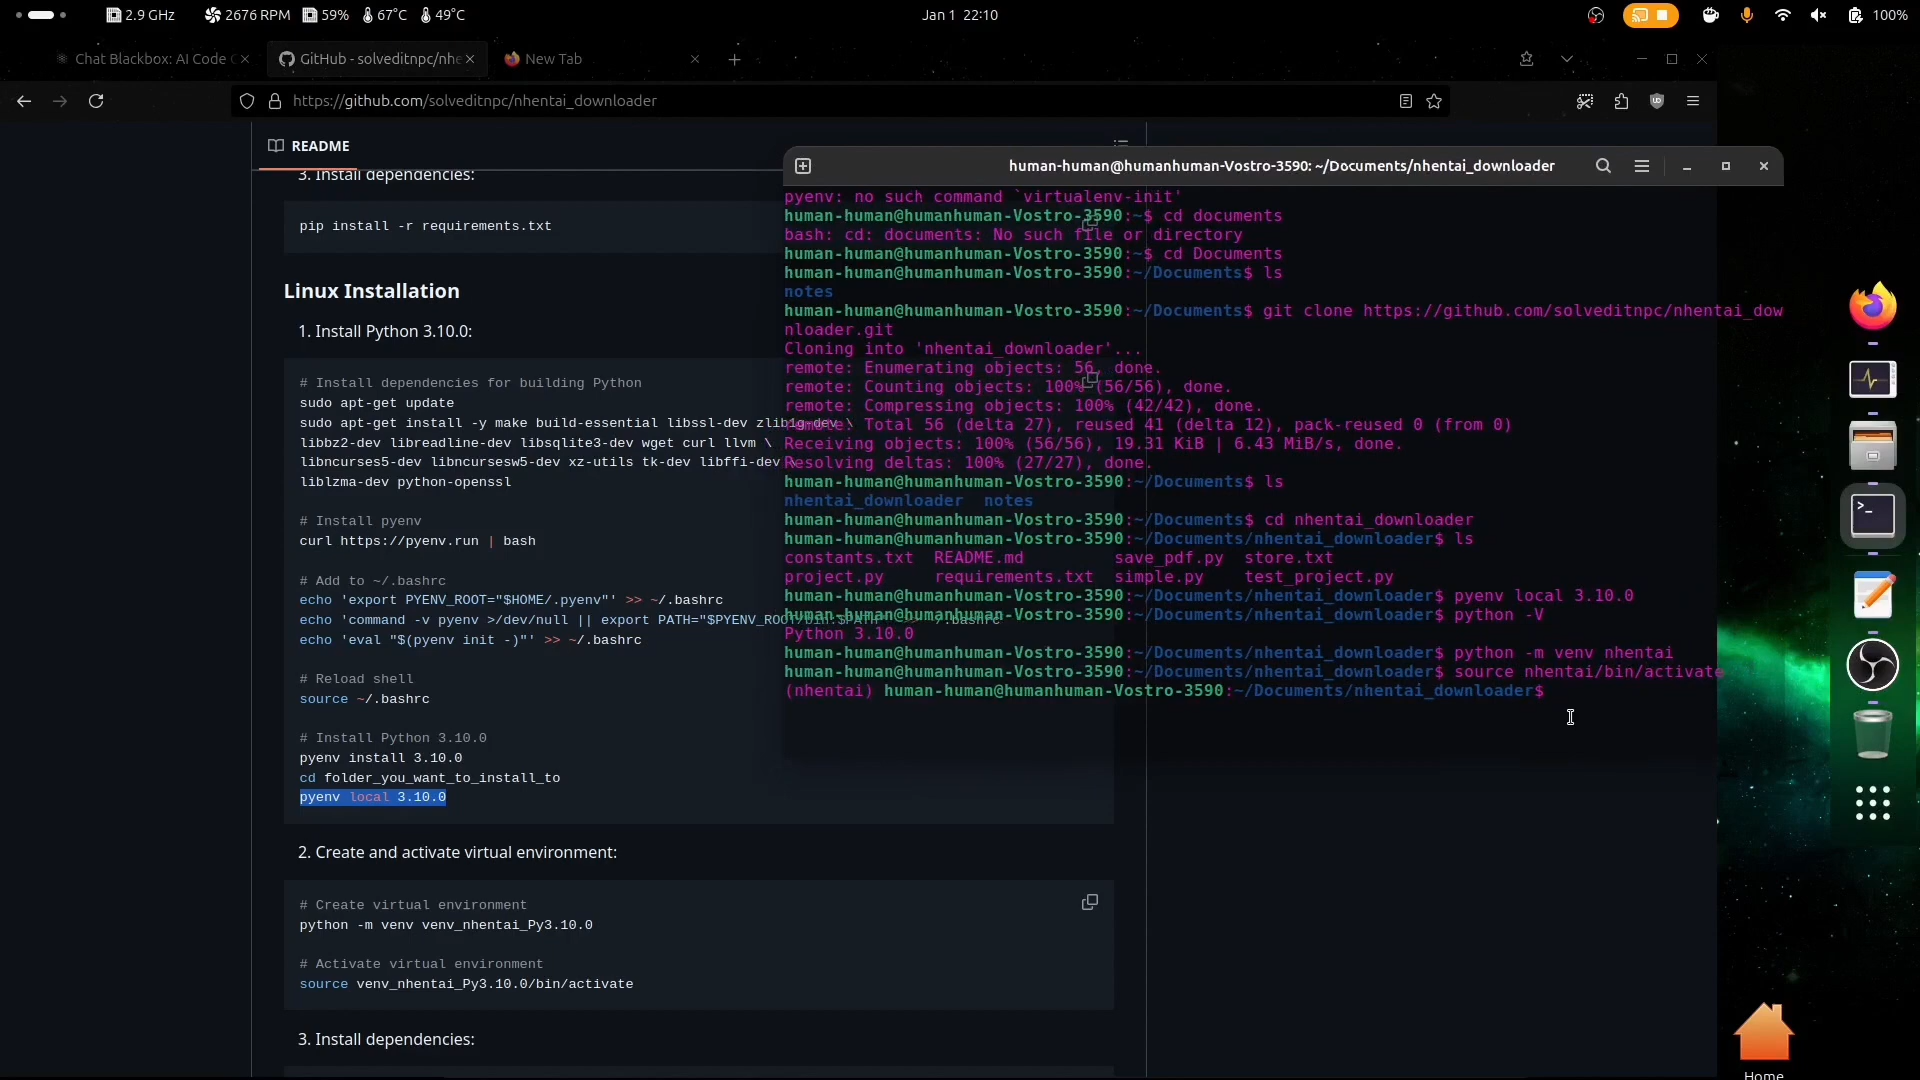 2.9 GHz 2676 RPM 59% 67°C 49°C Jan 1 22:10 100%
Chat Blackbox: AI Code GitHub - solveditnpc/nhe New Tab
https://github.com/solveditnpc/nhentai_downloader
README
3. Install dependencies:
pip install -r requirements.txt
Linux Installation
1. Install Python 3.10.0:
# Install dependencies for building Python
sudo apt-get update
sudo apt-get install -y make build-essential libssl-dev zlib1g-dev \
libbz2-dev libreadline-dev libsqlite3-dev wget curl llvm \
libncurses5-dev libncursesw5-dev xz-utils tk-dev libffi-dev \
liblzma-dev python-openssl
# Install pyenv
curl https://pyenv.run | bash
# Add to ~/.bashrc
echo 'export PYENV_ROOT="$HOME/.pyenv"' >> ~/.bashrc
echo 'command -v pyenv >/dev/null || export PATH="$PYENV_ROOT/bin:$PATH"' >> ~/.bashrc
echo 'eval "$(pyenv init -)"' >> ~/.bashrc
# Reload shell
source ~/.bashrc
# Install Python 3.10.0
pyenv install 3.10.0
cd folder_you_want_to_install_to
pyenv local 3.10.0
2. Create and activate virtual environment:
# Create virtual environment
python -m venv venv_nhentai_Py3.10.0
# Activate virtual environment
source venv_nhentai_Py3.10.0/bin/activate
3. Install dependencies:
human-human@humanhuman-Vostro-3590: ~/Documents/nhentai_downloader
pyenv: no such command `virtualenv-init'
human-human@humanhuman-Vostro-3590:~$ cd documents
bash: cd: documents: No such file or directory
human-human@humanhuman-Vostro-3590:~$ cd Documents
human-human@humanhuman-Vostro-3590:~/Documents$ ls
notes
human-human@humanhuman-Vostro-3590:~/Documents$ git clone https://github.com/solveditnpc/nhentai_dow
nloader.git
Cloning into 'nhentai_downloader'...
remote: Enumerating objects: 56, done.
remote: Counting objects: 100% (56/56), done.
remote: Compressing objects: 100% (42/42), done.
remote: Total 56 (delta 27), reused 41 (delta 12), pack-reused 0 (from 0)
Receiving objects: 100% (56/56), 19.31 KiB | 6.43 MiB/s, done.
Resolving deltas: 100% (27/27), done.
human-human@humanhuman-Vostro-3590:~/Documents$ ls
nhentai_downloader notes
human-human@humanhuman-Vostro-3590:~/Documents$ cd nhentai_downloader
human-human@humanhuman-Vostro-3590:~/Documents/nhentai_downloader$ ls
constants.txt README.md save_pdf.py store.txt
project.py requirements.txt simple.py test_project.py
human-human@humanhuman-Vostro-3590:~/Documents/nhentai_downloader$ pyenv local 3.10.0
human-human@humanhuman-Vostro-3590:~/Documents/nhentai_downloader$ python -V
Python 3.10.0
human-human@humanhuman-Vostro-3590:~/Documents/nhentai_downloader$ python -m venv nhentai
human-human@humanhuman-Vostro-3590:~/Documents/nhentai_downloader$ source nhentai/bin/activate
(nhentai) human-human@humanhuman-Vostro-3590:~/Documents/nhentai_downloader$
Home